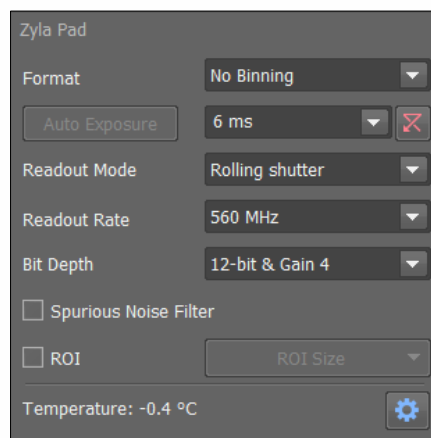 Zyla Pad
Format No Binning
Auto Exposure 6 ms
Readout Mode Rolling shutter
Readout Rate 560 MHz
Bit Depth 12-bit & Gain 4
Spurious Noise Filter
ROI ROI Size
Temperature: -0.4 ºC